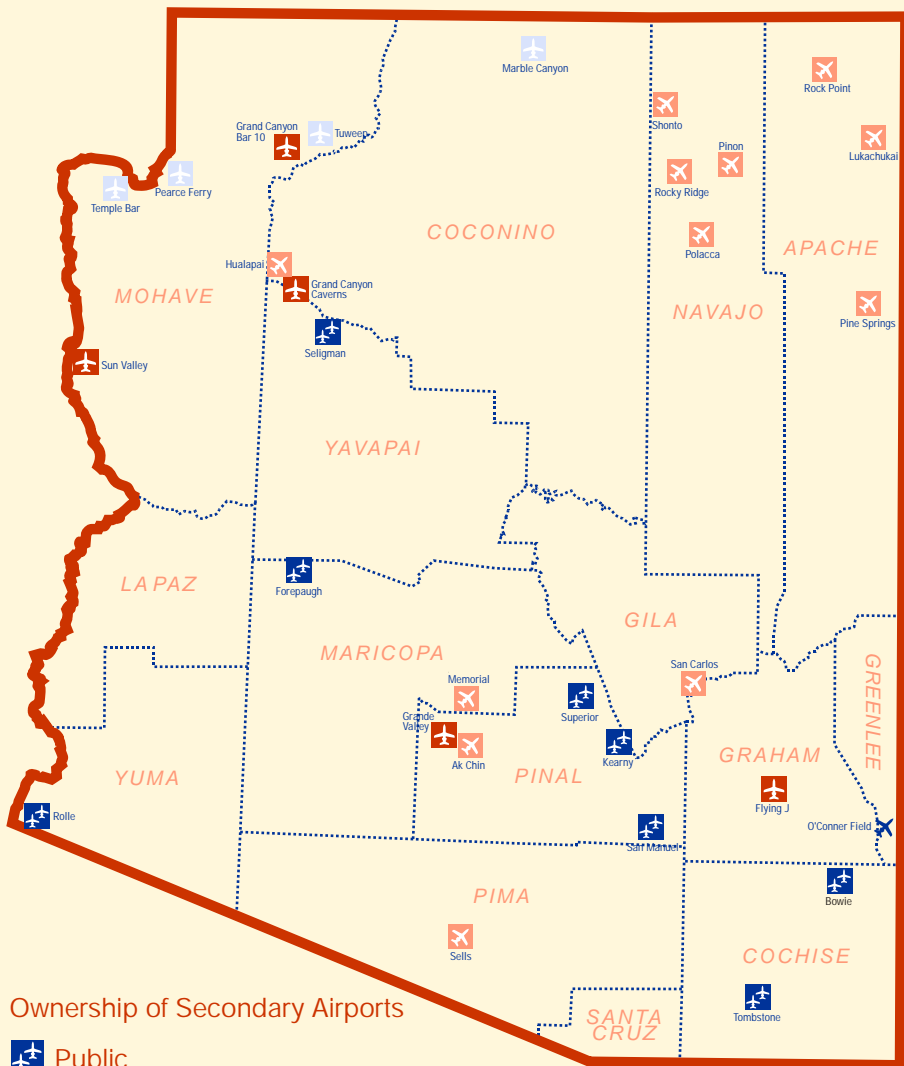 Marble Canyon
Rock Point
Grand Canyon
Bar 10
Tuweep
Shonto
Pinon
Lukachukai
Rocky Ridge
Pearce Ferry
Temple Bar
COCONINO
Polacca
APACHE
Hualapai
Grand Canyon
Caverns
MOHAVE
NAVAJO
Pine Springs
Seligman
Sun Valley
YAVAPAI
LA PAZ
Forepaugh
GILA
MARICOPA
San Carlos
GREENLEE
Memorial
Grande
Valley
Superior
Ak Chin
Kearny
GRAHAM
PINAL
YUMA
Flying J
Rolle
O'Conner Field
San Manuel
PIMA
Bowie
Sells
COCHISE
Ownership of Secondary Airports
SANTA
CRUZ
Tombstone
Public